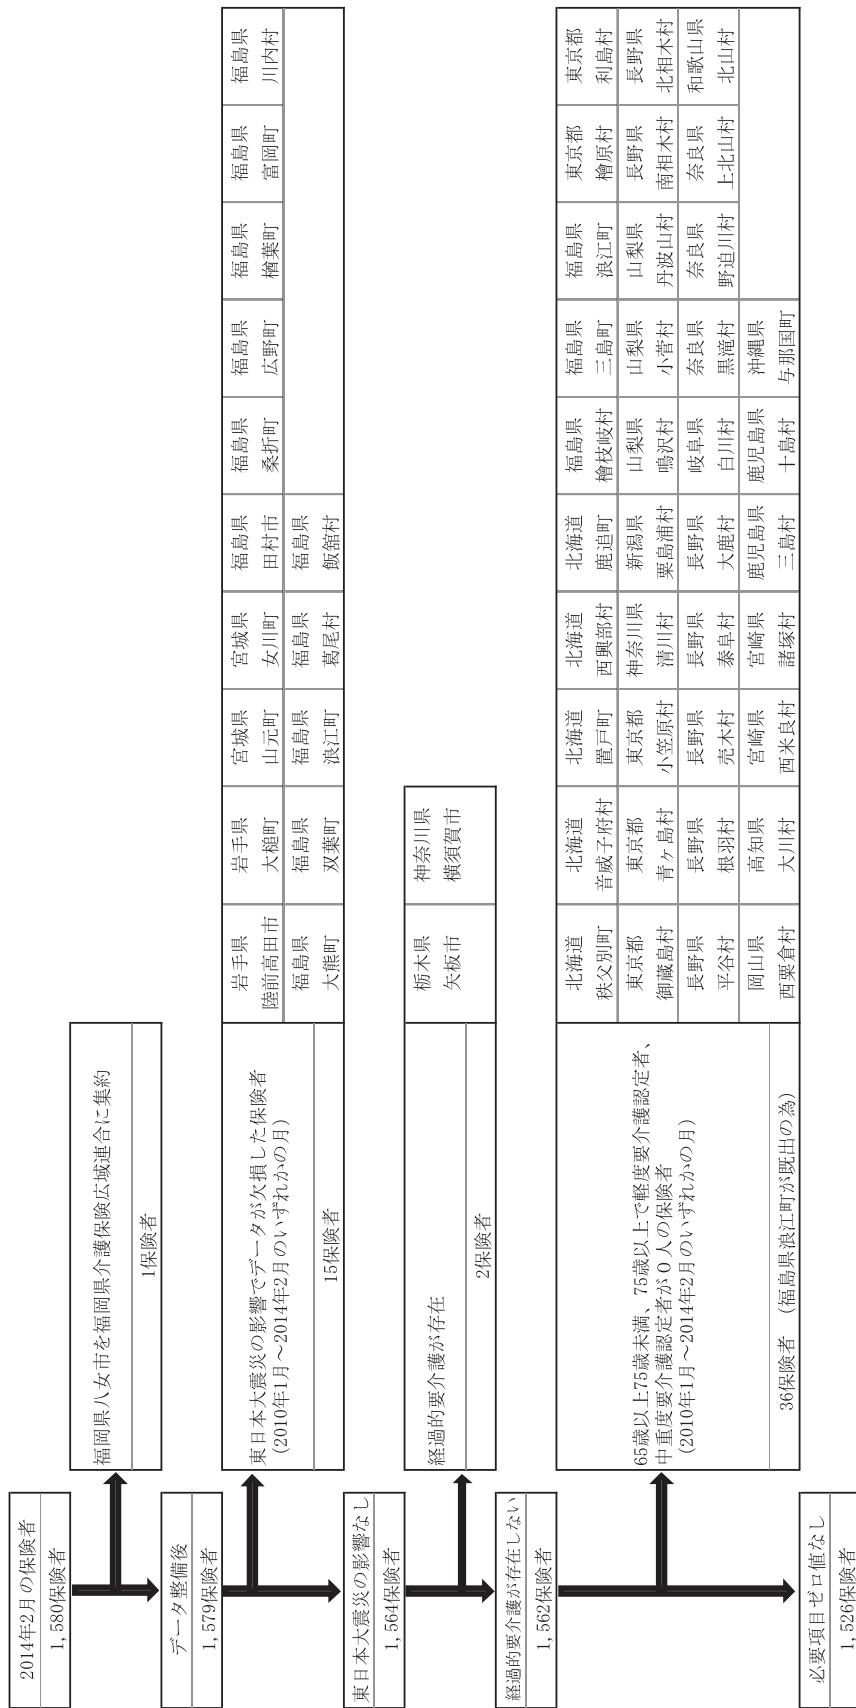 2014年2月の保険者
1,580保険者
福岡県八女市を福岡県介護保険広域連合に集約
1保険者
データ整備後
1,579保険者
東日本大震災の影響でデータが欠損した保険者
(2010年1月～2014年2月のいずれかの月)
15保険者
岩手県 岩手県 宮城県 宮城県 福島県 福島県 福島県 福島県 福島県 福島県
陸前高田市 大槌町 山元町 女川町 田村市 桑折町 広野町 楢葉町 富岡町 川内村
福島県 福島県 福島県 福島県 福島県
大熊町 双葉町 浪江町 葛尾村 飯舘村
東日本大震災の影響なし
1,564保険者
経過的要介護が存在
2保険者
栃木県 神奈川県
矢板市 横須賀市
経過的要介護が存在しない
1,562保険者
65歳以上75歳未満、75歳以上で軽度要介護認定者、
中重度要介護認定者が０人の保険者
(2010年1月～2014年2月のいずれかの月)
36保険者 (福島県浪江町が既出の為)
北海道 北海道 北海道 北海道 北海道 福島県 福島県 福島県 東京都 東京都
秩父別町 音威子府村 置戸町 西興部村 鹿追町 檜枝岐村 三島町 浪江町 檜原村 利島村
東京都 東京都 東京都 神奈川県 新潟県 山梨県 山梨県 山梨県 長野県 長野県
御蔵島村 青ヶ島村 小笠原村 清川村 粟島浦村 鳴沢村 小菅村 丹波山村 南相木村 北相木村
長野県 長野県 長野県 長野県 長野県 岐阜県 奈良県 奈良県 奈良県 和歌山県
平谷村 根羽村 売木村 泰阜村 大鹿村 白川村 黒滝村 野迫川村 上北山村 北山村
岡山県 高知県 宮崎県 宮崎県 鹿児島県 鹿児島県 沖縄県
西粟倉村 大川村 西米良村 諸塚村 三島村 十島村 与那国町
必要項目ゼロ値なし
1,526保険者